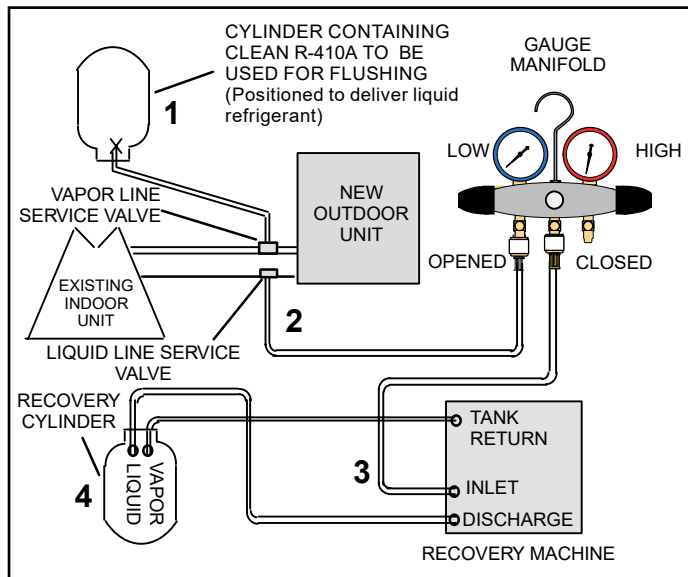 CYLINDER CONTAINING
CLEAN R-410A TO BE
USED FOR FLUSHING
(Positioned to deliver liquid
refrigerant)
1
GAUGE
MANIFOLD
LOW
HIGH
VAPOR LINE
SERVICE VALVE
NEW
OUTDOOR
UNIT
OPENED
CLOSED
EXISTING
INDOOR
UNIT
2
LIQUID LINE SERVICE
VALVE
RECOVERY
CYLINDER
TANK
RETURN
3
4
LIQUID
VAPOR
INLET
DISCHARGE
RECOVERY MACHINE